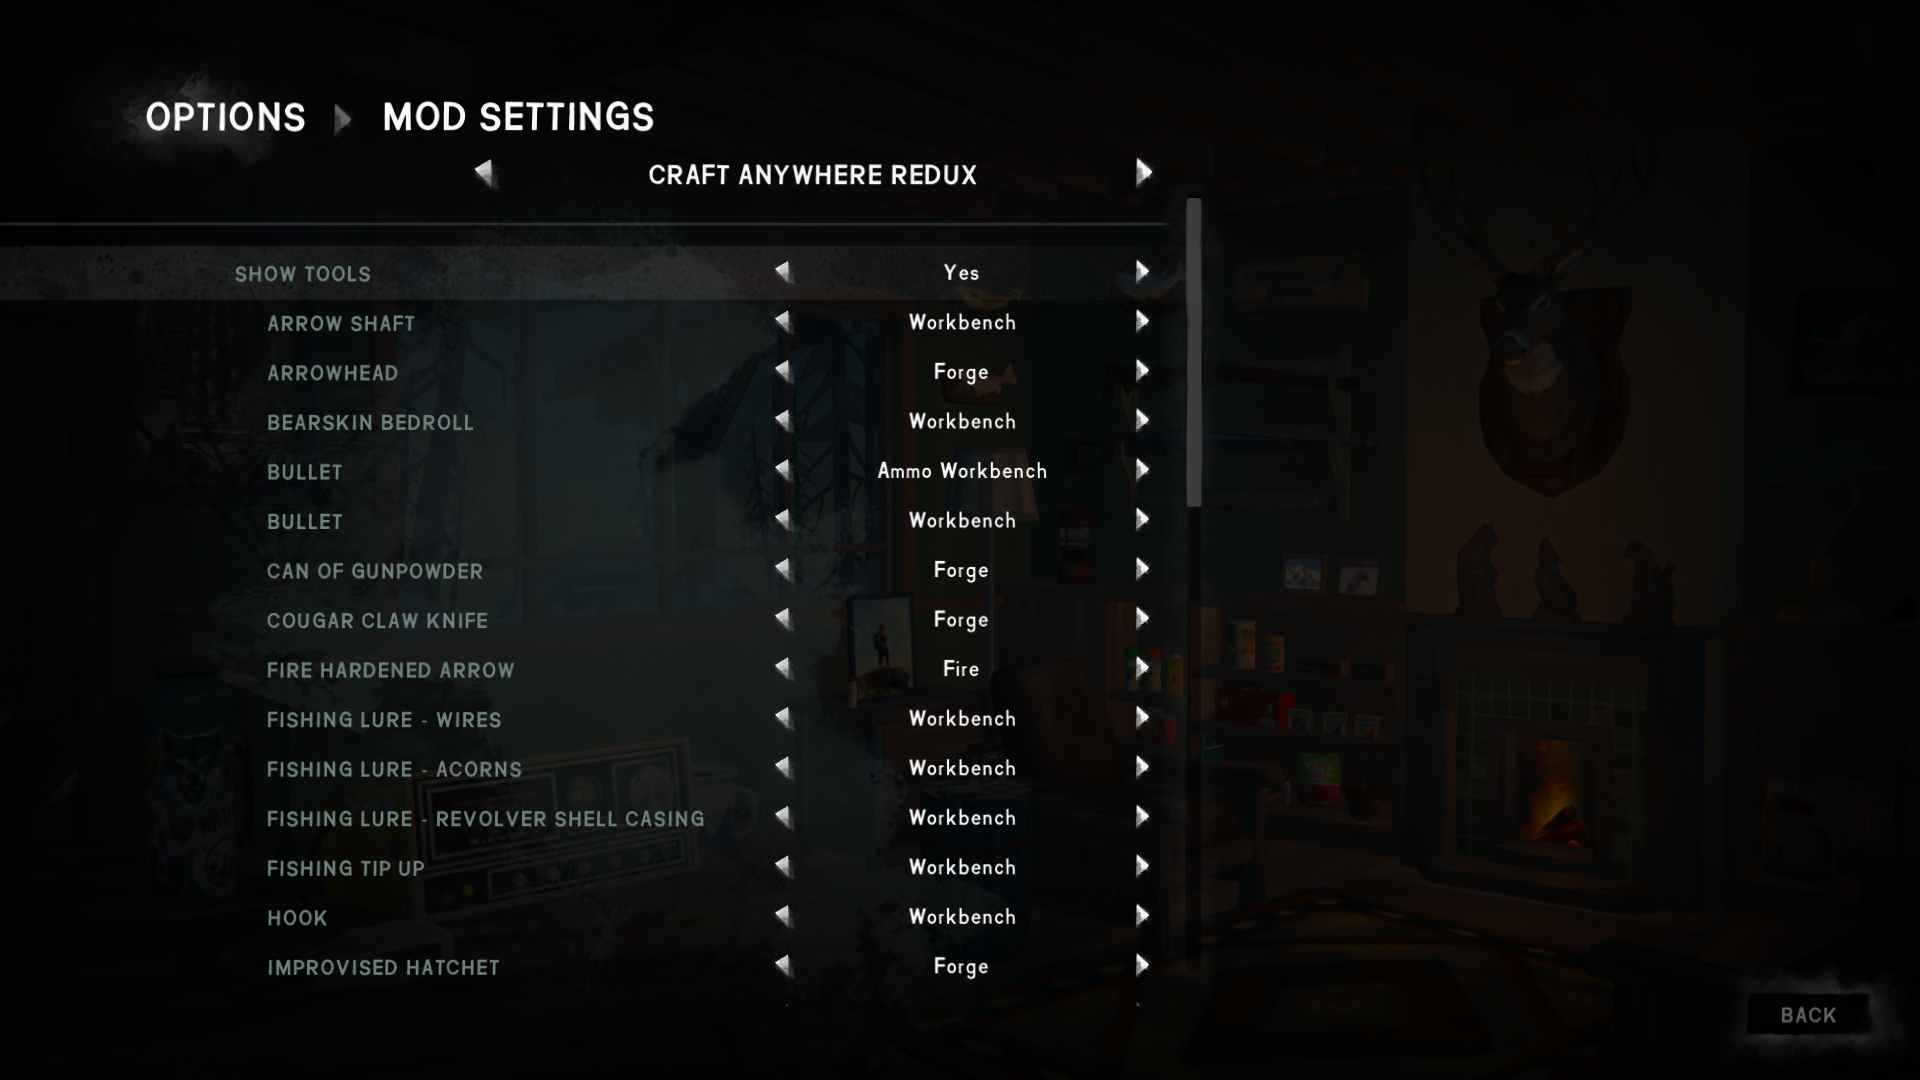 OPTIONS MOD SETTINGS
CRAFT ANYWHERE REDUX
SHOW TOOLS Yes
ARROW SHAFT Workbench
ARROWHEAD Forge
BEARSKIN BEDROLL Workbench
BULLET Ammo Workbench
BULLET Workbench
CAN OF GUNPOWDER Forge
COUGAR CLAW KNIFE Forge
FIRE HARDENED ARROW Fire
FISHING LURE - WIRES Workbench
FISHING LURE - ACORNS Workbench
FISHING LURE - REVOLVER SHELL CASING Workbench
FISHING TIP UP Workbench
HOOK Workbench
IMPROVISED HATCHET Forge
BACK